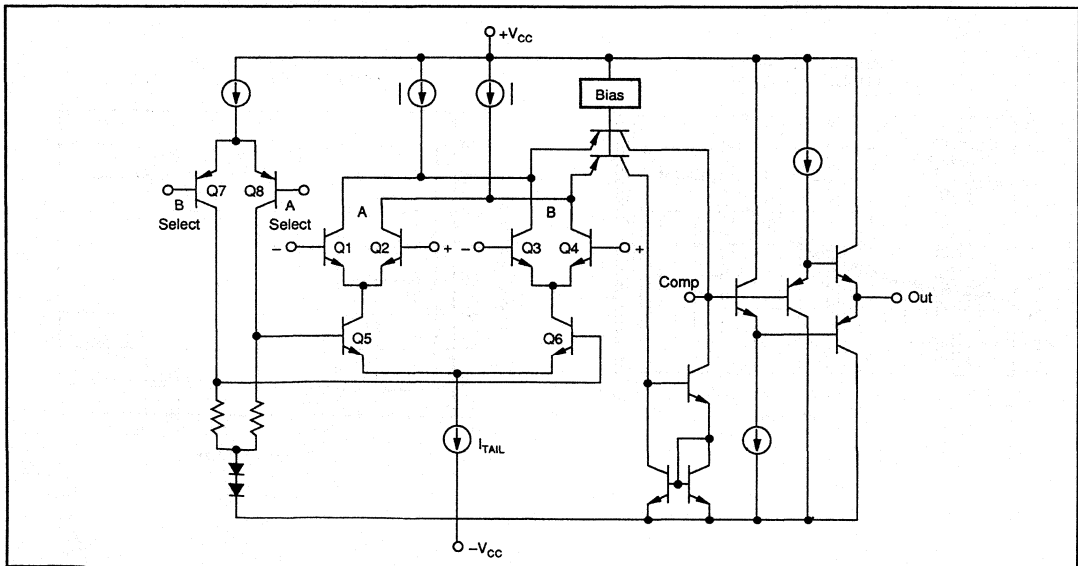 +VCC
I
I
Bias
Q7
Q8
B
Select
A
Select
A
B
−
Q1
Q2
+
−
Q3
Q4
+
Comp
Out
Q5
Q6
ITAIL
−VCC